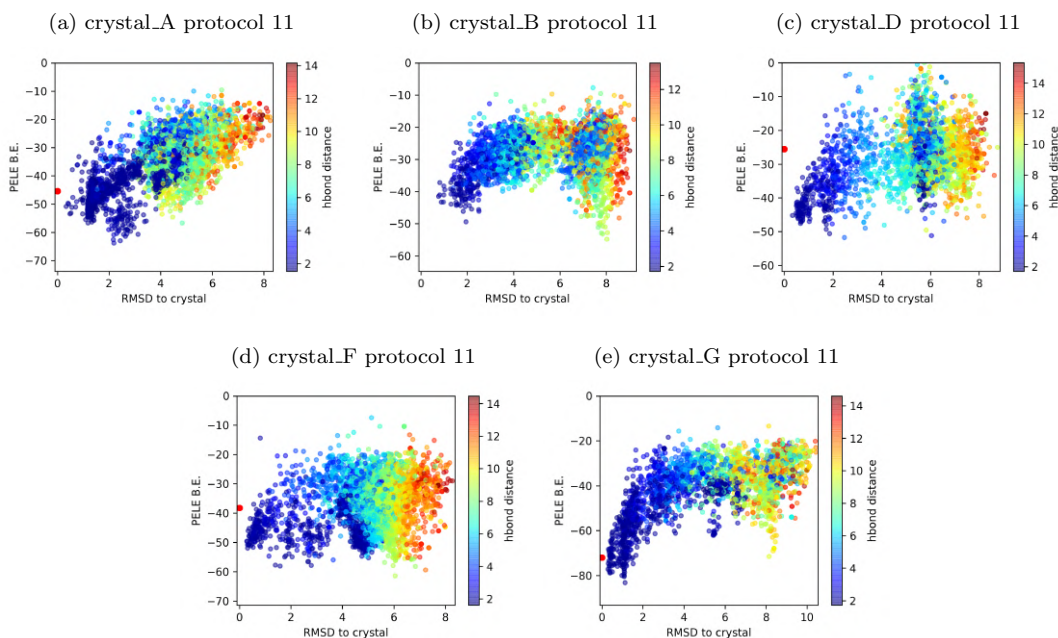 (a) crystal_A protocol 11
(b) crystal_B protocol 11
(c) crystal_D protocol 11
0
−10
−20
−30
−40
−50
−60
−70
PELE B.E.
0 2 4 6 8
RMSD to crystal
14
12
10
8
6
4
2
hbond distance
0
−10
−20
−30
−40
−50
−60
PELE B.E.
0 2 4 6 8
RMSD to crystal
12
10
8
6
4
2
hbond distance
0
−10
−20
−30
−40
−50
−60
PELE B.E.
0 2 4 6 8
RMSD to crystal
14
12
10
8
6
4
2
hbond distance
(d) crystal_F protocol 11
(e) crystal_G protocol 11
0
−10
−20
−30
−40
−50
−60
−70
PELE B.E.
0 2 4 6 8
RMSD to crystal
14
12
10
8
6
4
2
hbond distance
0
−20
−40
−60
−80
PELE B.E.
0 2 4 6 8 10
RMSD to crystal
14
12
10
8
6
4
2
hbond distance